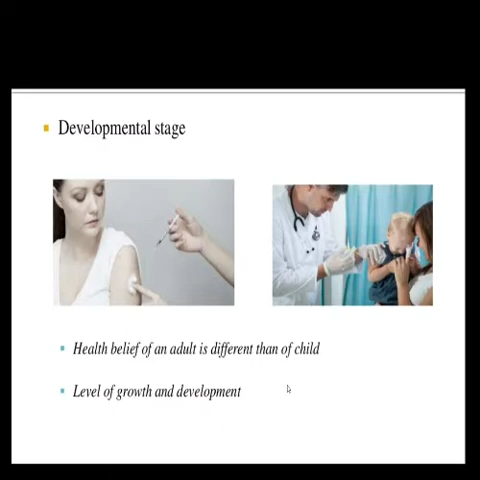 Developmental stage
Health belief of an adult is different than of child
Level of growth and development